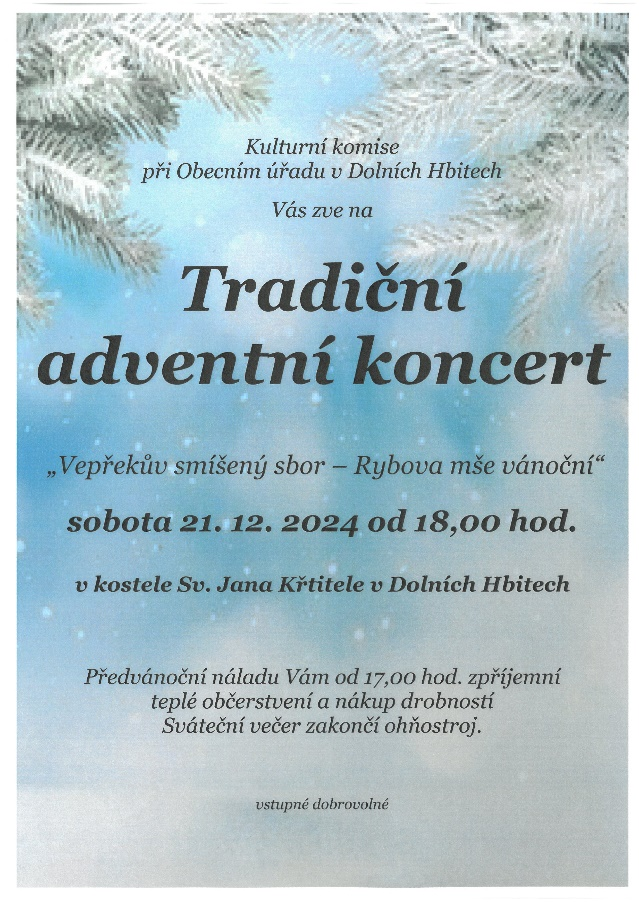 Kulturní komise
při Obecním úřadu v Dolních Hbitech
Vás zve na
Tradiční
adventní koncert
„Vepřekův smíšený sbor – Rybova mše vánoční“
sobota 21. 12. 2024 od 18,00 hod.
v kostele Sv. Jana Křtitele v Dolních Hbitech
Předvánoční náladu Vám od 17,00 hod. zpříjemní
teplé občerstvení a nákup drobností
Sváteční večer zakončí ohňostroj.
vstupné dobrovolné